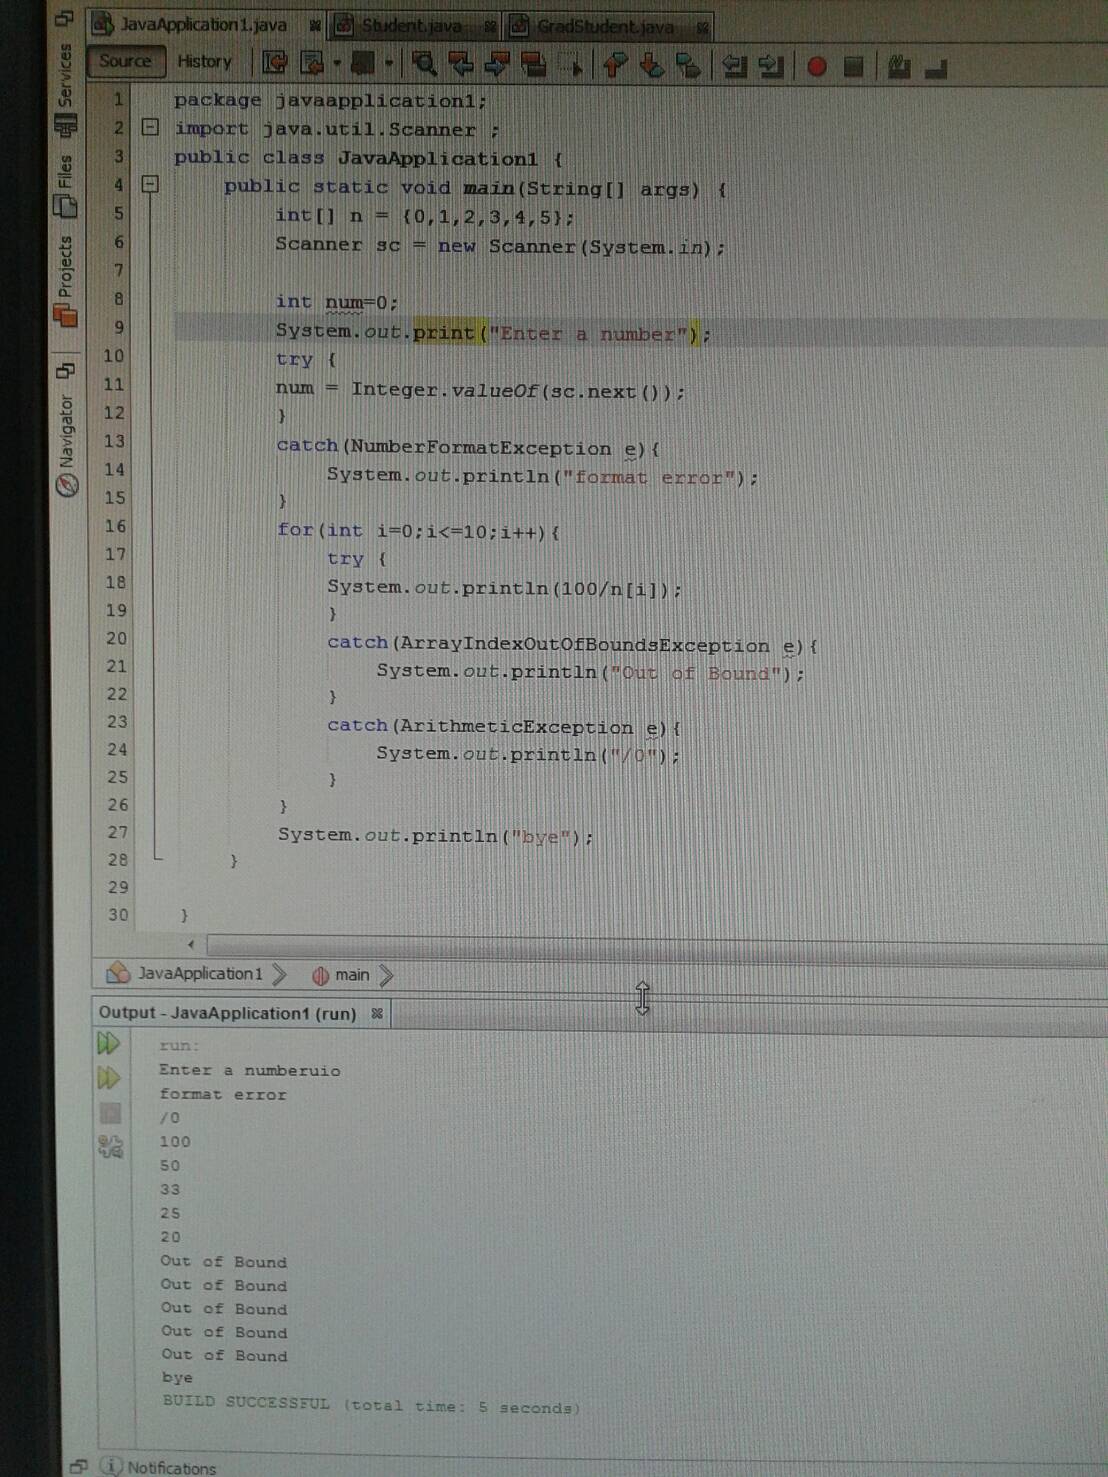 JavaApplication1.java Student.java GradStudent.java
Source History
Services
Files
Projects
Navigator
1 package javaapplication1;
2 import java.util.Scanner ;
3 public class JavaApplication1 {
4 public static void main(String[] args) {
5 int[] n = {0,1,2,3,4,5};
6 Scanner sc = new Scanner(System.in);
7
8 int num=0;
9 System.out.print("Enter a number");
10 try {
11 num = Integer.valueOf(sc.next());
12 }
13 catch(NumberFormatException e){
14 System.out.println("format error");
15 }
16 for(int i=0;i<=10;i++){
17 try {
18 System.out.println(100/n[i]);
19 }
20 catch(ArrayIndexOutOfBoundsException e){
21 System.out.println("Out of Bound");
22 }
23 catch(ArithmeticException e){
24 System.out.println("/0");
25 }
26 }
27 System.out.println("bye");
28 }
29
30 }
JavaApplication1 main
Output - JavaApplication1 (run)
run:
Enter a numberuio
format error
/0
100
50
33
25
20
Out of Bound
Out of Bound
Out of Bound
Out of Bound
Out of Bound
bye
BUILD SUCCESSFUL (total time: 5 seconds)
Notifications